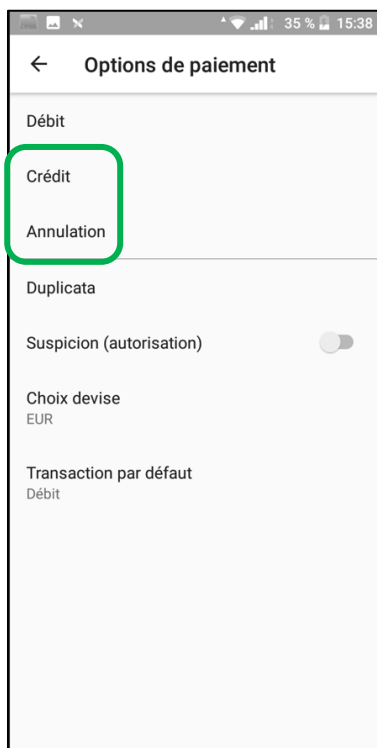 35 % 15:38
Options de paiement
Débit
Crédit
Annulation
Duplicata
Suspicion (autorisation)
Choix devise
EUR
Transaction par défaut
Débit